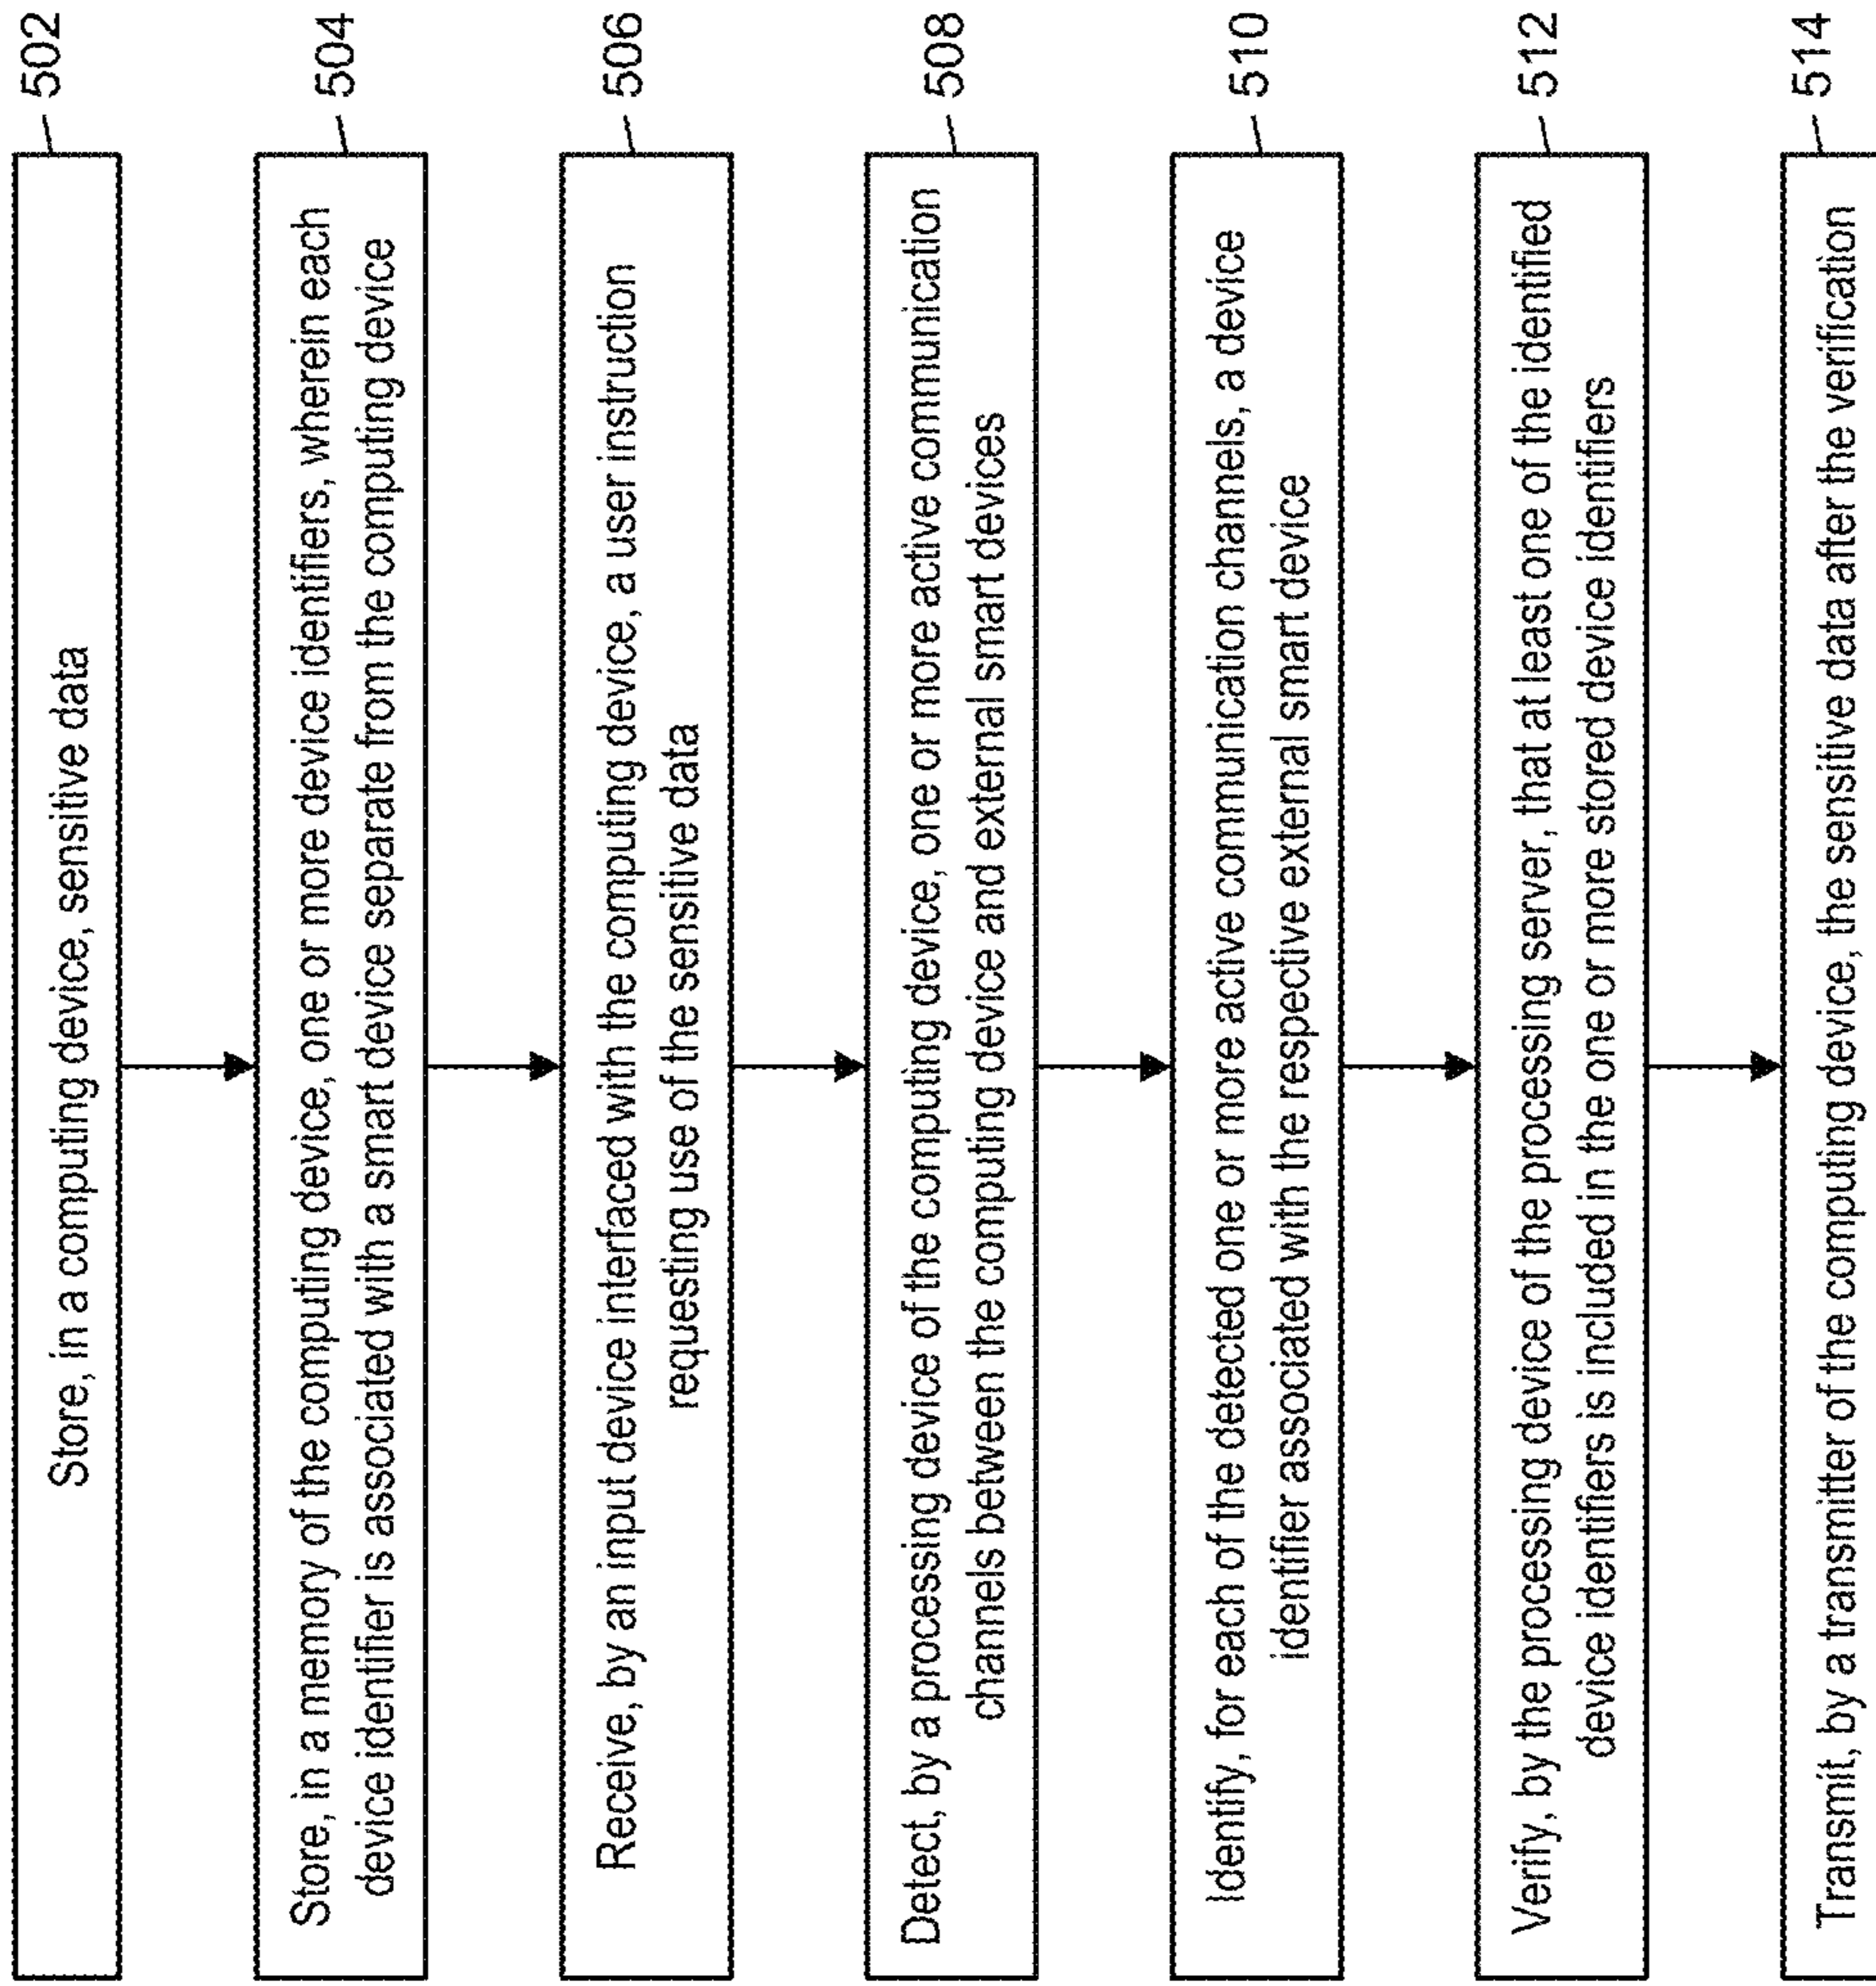 Store, in a computing device, sensitive data
502
Store, in a memory of the computing device, one or more device identifiers, wherein each
device identifier is associated with a smart device separate from the computing device
504
Receive, by an input device interfaced with the computing device, a user instruction
requesting use of the sensitive data
506
Detect, by a processing device of the computing device, one or more active communication
channels between the computing device and external smart devices
508
Identify, for each of the detected one or more active communication channels, a device
identifier associated with the respective external smart device
510
Verify, by the processing device of the processing server, that at least one of the identified
device identifiers is included in the one or more stored device identifiers
512
Transmit, by a transmitter of the computing device, the sensitive data after the verification
514